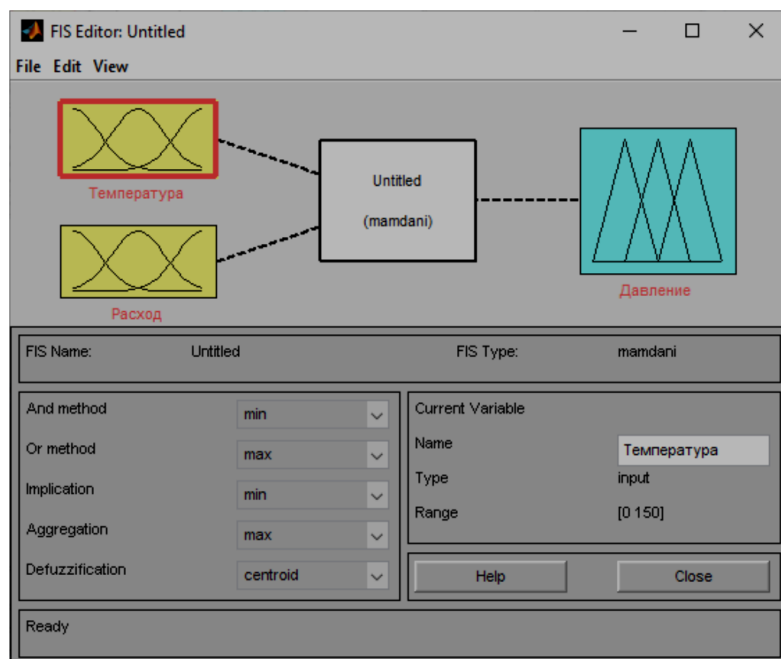 FIS Editor: Untitled
File Edit View
Температура
Расход
Untitled
(mamdani)
Давление
FIS Name: Untitled FIS Type: mamdani
And method min
Or method max
Implication min
Aggregation max
Defuzzification centroid
Current Variable
Name Температура
Type input
Range [0 150]
Help Close
Ready